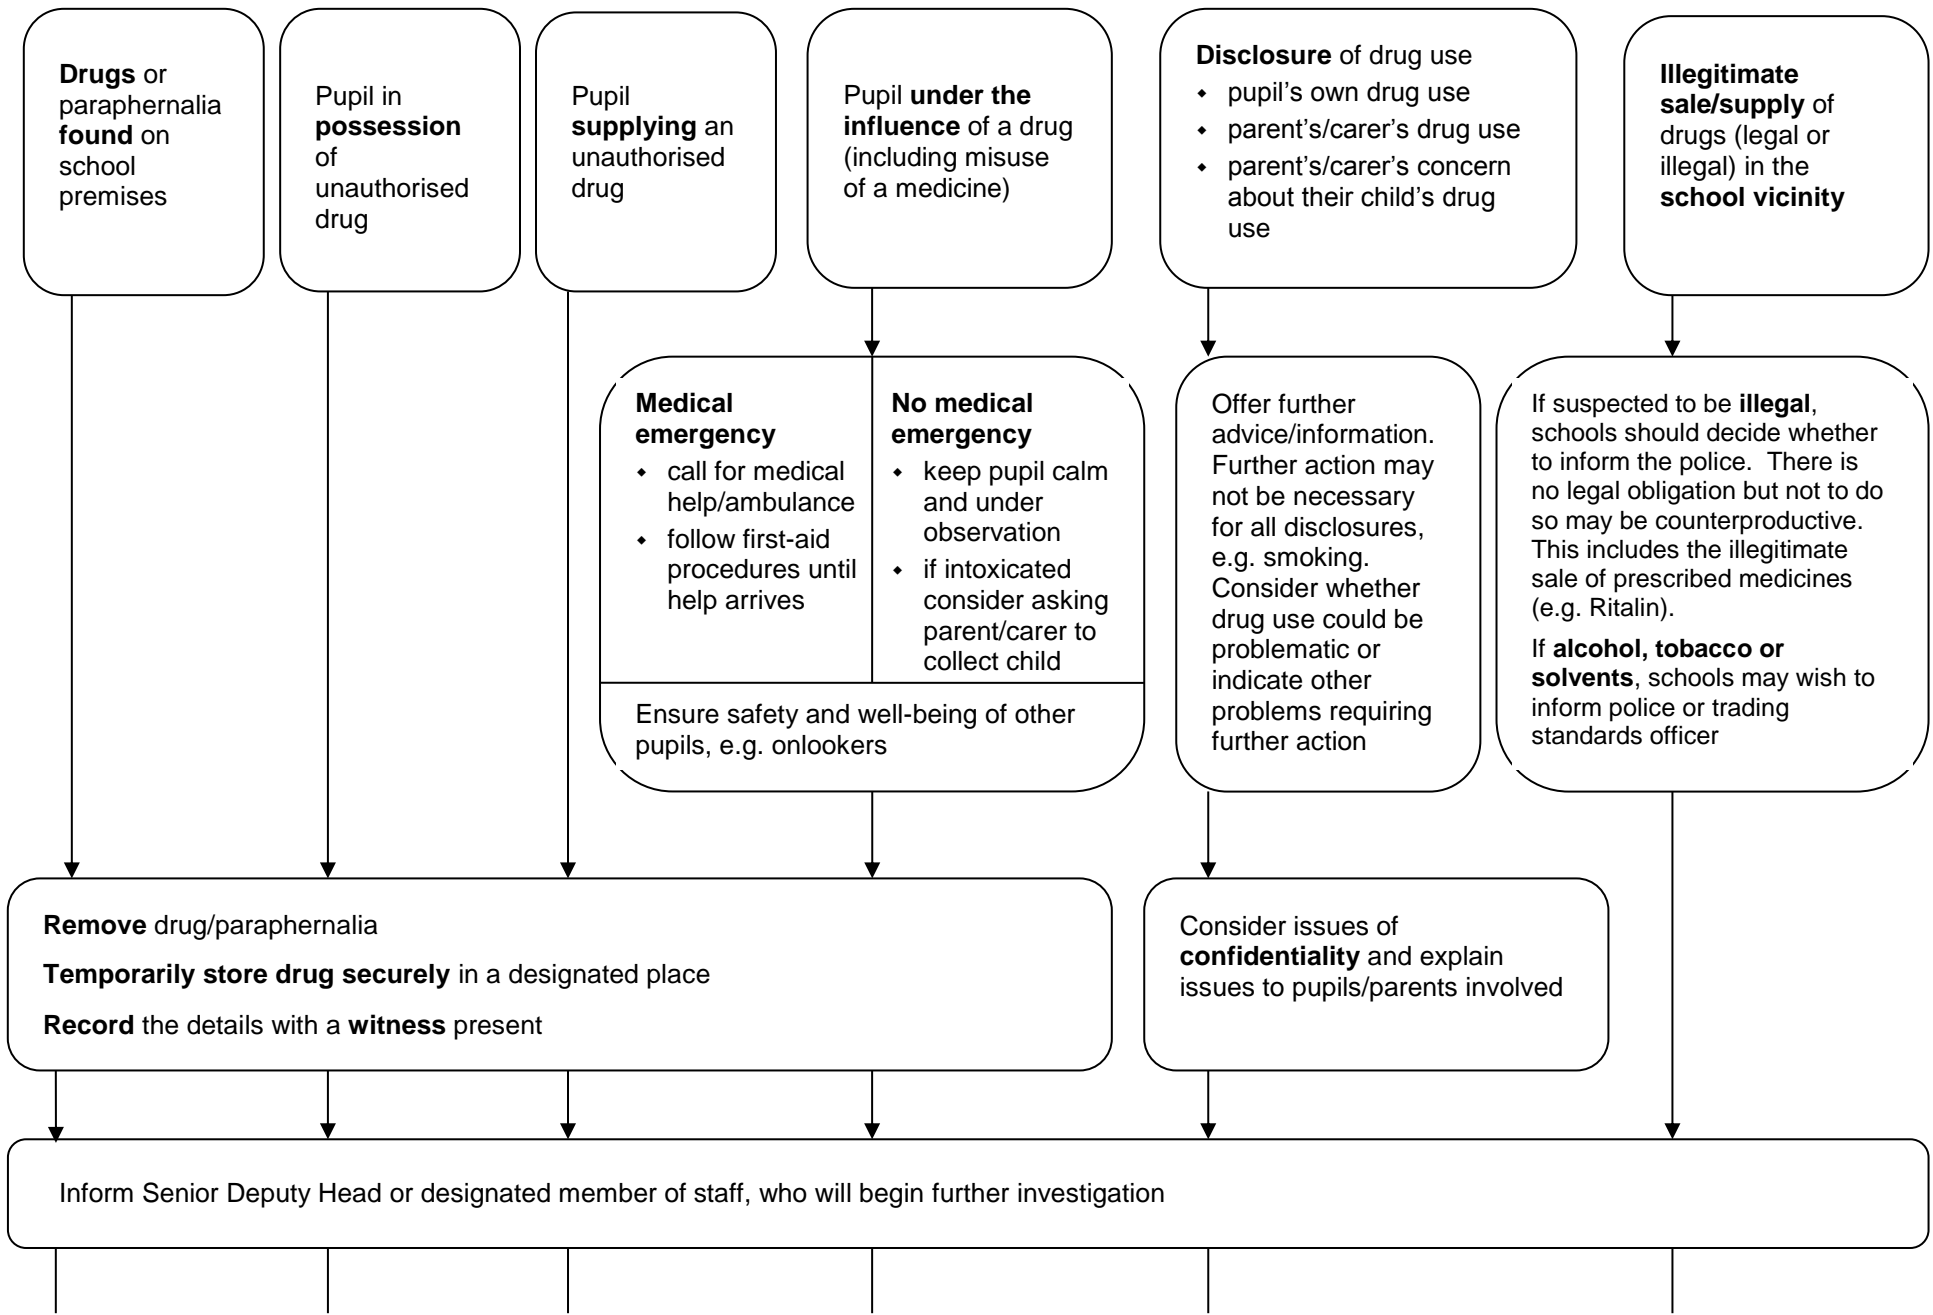 Drugs or
paraphernalia
found on
school
premises
Pupil in
possession
of
unauthorised
drug
Pupil
supplying an
unauthorised
drug
Pupil under the
influence of a drug
(including misuse
of a medicine)
Disclosure of drug use
• pupil’s own drug use
• parent’s/carer’s drug use
• parent’s/carer’s concern
about their child’s drug
use
Illegitimate
sale/supply of
drugs (legal or
illegal) in the
school vicinity
Medical
emergency
• call for medical
help/ambulance
• follow first-aid
procedures until
help arrives
No medical
emergency
• keep pupil calm
and under
observation
• if intoxicated
consider asking
parent/carer to
collect child
Ensure safety and well-being of other
pupils, e.g. onlookers
Offer further
advice/information.
Further action may
not be necessary
for all disclosures,
e.g. smoking.
Consider whether
drug use could be
problematic or
indicate other
problems requiring
further action
If suspected to be illegal,
schools should decide whether
to inform the police.  There is
no legal obligation but not to do
so may be counterproductive.
This includes the illegitimate
sale of prescribed medicines
(e.g. Ritalin).
If alcohol, tobacco or
solvents, schools may wish to
inform police or trading
standards officer
Remove drug/paraphernalia
Temporarily store drug securely in a designated place
Record the details with a witness present
Consider issues of
confidentiality and explain
issues to pupils/parents involved
Inform Senior Deputy Head or designated member of staff, who will begin further investigation